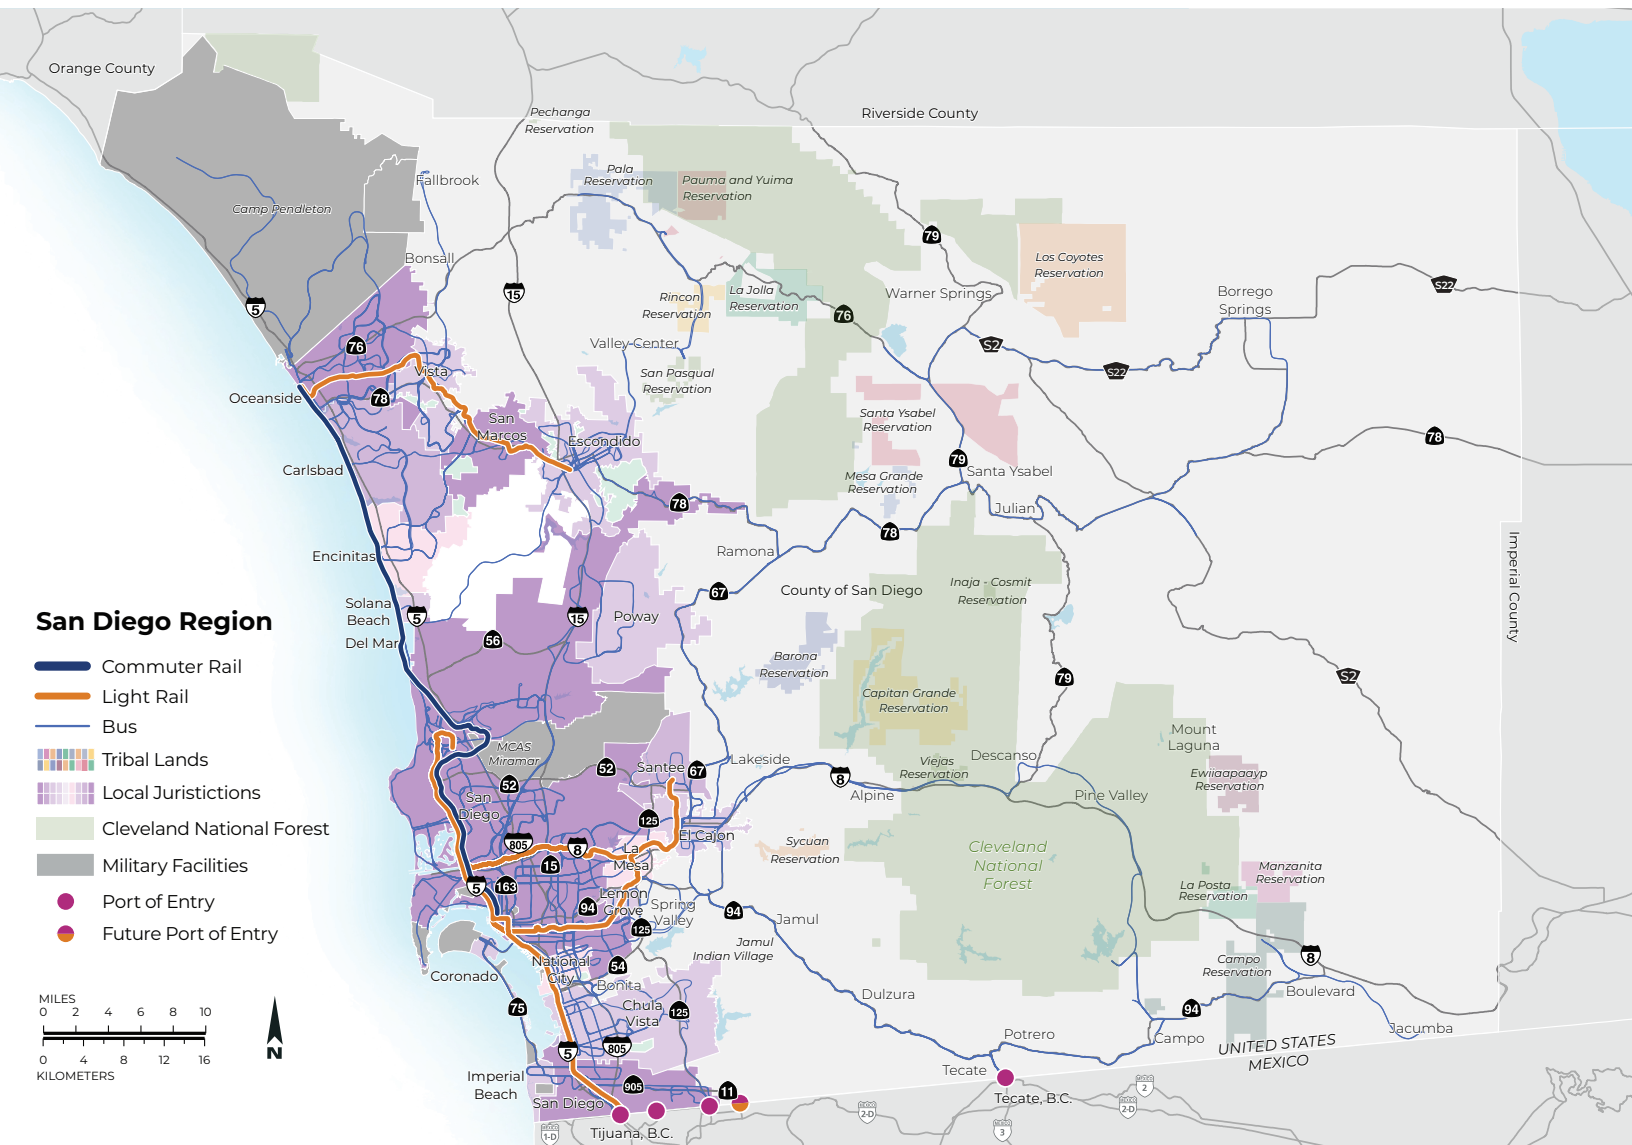 Orange County
Riverside County
Pechanga
Reservation
Pala
Reservation
Pauma and Yuima
Reservation
Fallbrook
Camp Pendleton
79
Los Coyotes
Reservation
Bonsall
15
5
Rincon
Reservation
La Jolla
Reservation
Warner Springs
76
Borrego
Springs
S22
Valley Center
76
S2
S22
Vista
San Pasqual
Reservation
Oceanside
78
San
Marcos
Santa Ysabel
Reservation
Escondido
78
Carlsbad
79
Santa Ysabel
Mesa Grande
Reservation
78
Julian
78
Encinitas
Ramona
Imperial County
67
County of San Diego
Inaja - Cosmit
Reservation
Solana
Beach
5
15
Poway
Del Mar
56
Barona
Reservation
79
S2
Capitan Grande
Reservation
Mount
Laguna
MCAS
Miramar
52
Santee
67
Lakeside
Viejas
Reservation
Descanso
Ewiiaapaayp
Reservation
52
8
Alpine
Pine Valley
San
Diego
125
El Cajon
805
8
La
Mesa
15
Sycuan
Reservation
Cleveland
National
Forest
Manzanita
Reservation
5
163
La Posta
Reservation
94
Lemon
Grove
Spring
Valley
94
Jamul
125
Jamul
Indian Village
National
City
54
Campo
Reservation
8
Coronado
Bonita
Boulevard
Dulzura
75
Chula
Vista
125
94
Jacumba
Potrero
Campo
5
805
UNITED STATES
MEXICO
Imperial
Beach
Tecate
905
11
San Diego
Tecate, B.C.
2
2-D
2-D
3
1-D
Tijuana, B.C.
San Diego Region
Commuter Rail
Light Rail
Bus
Tribal Lands
Local Juristictions
Cleveland National Forest
Military Facilities
Port of Entry
Future Port of Entry
MILES
0 2 4 6 8 10
0 4 8 12 16
KILOMETERS
N